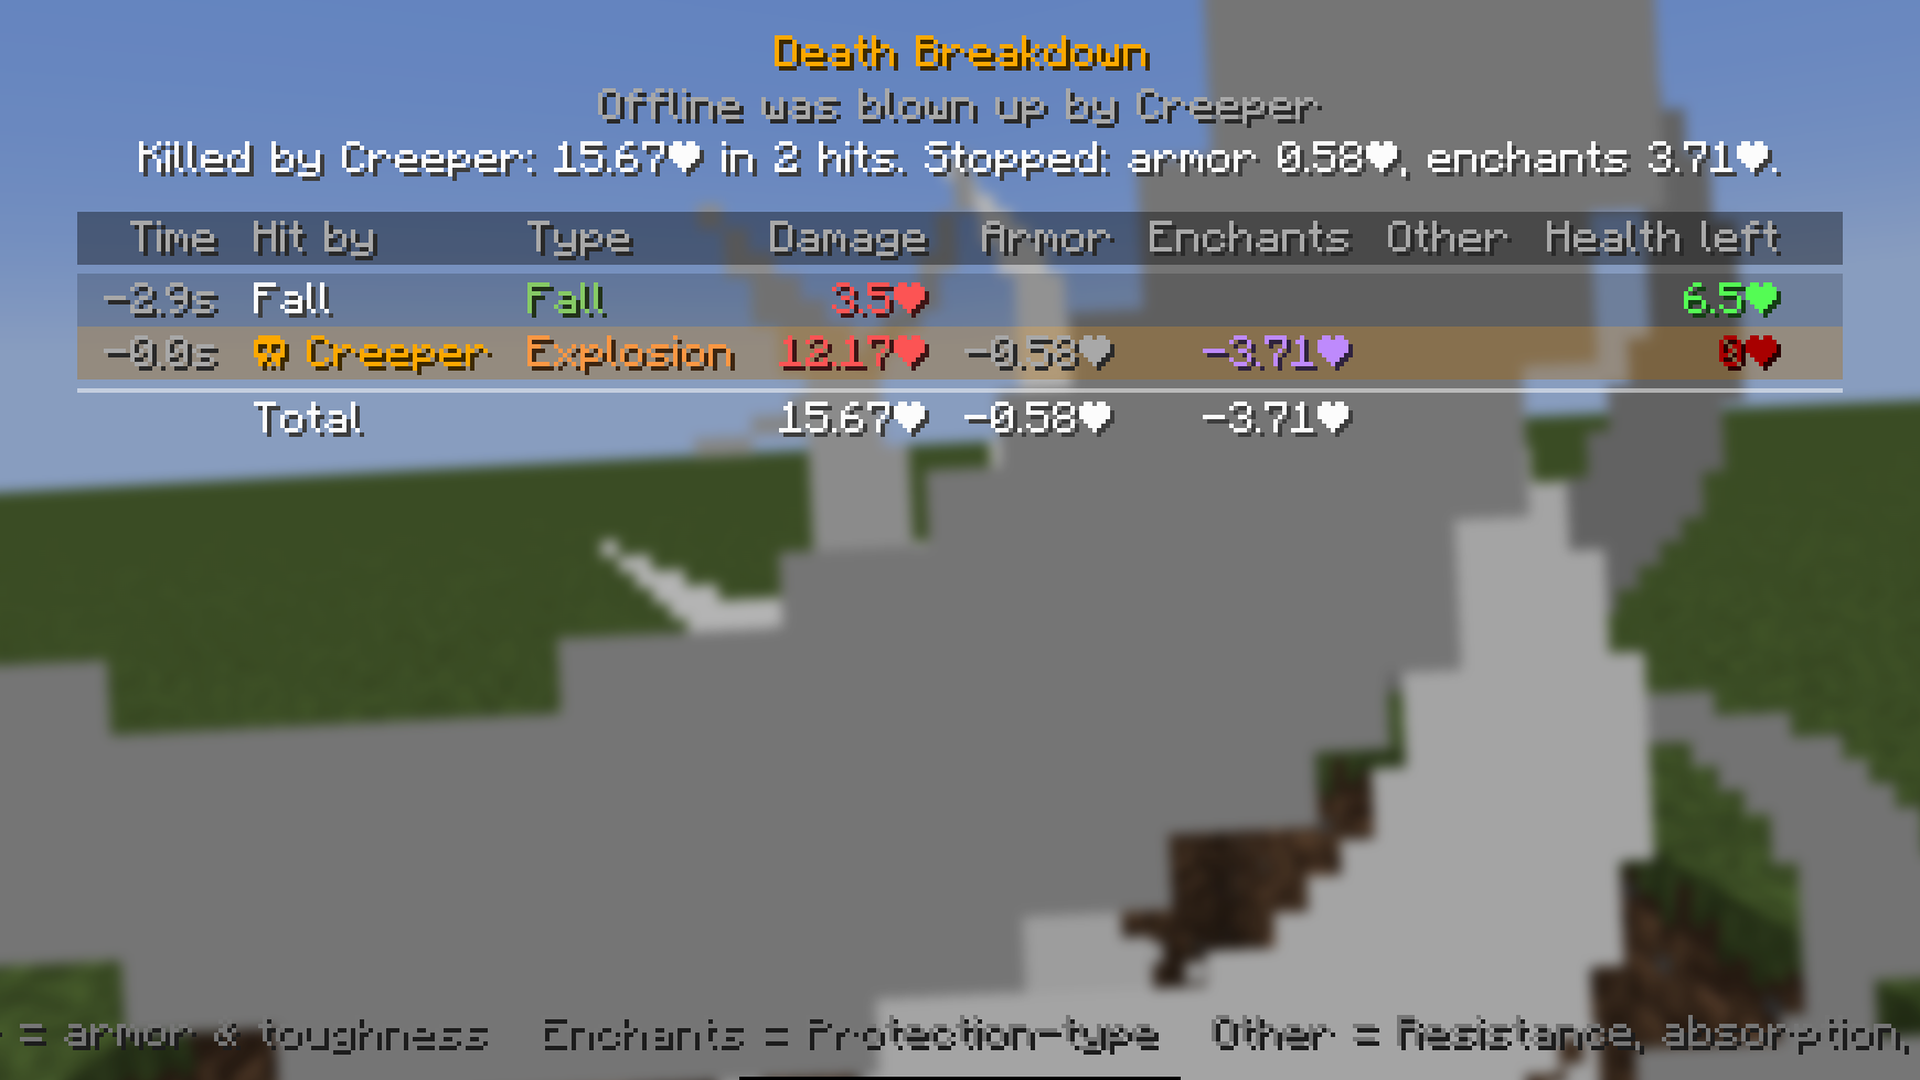 Death Breakdown
Offline was blown up by Creeper
Killed by Creeper: 15.67♥ in 2 hits. Stopped: armor 0.58♥, enchants 3.71♥.
Time Hit by Type Damage Armor Enchants Other Health left
-2.9s Fall Fall 3.5♥ 6.5♥
-0.0s ☠ Creeper Explosion 12.17♥ -0.58♥ -3.71♥ 0♥
Total 15.67♥ -0.58♥ -3.71♥
= armor & toughness Enchants = Protection-type Other = Resistance, absorption,